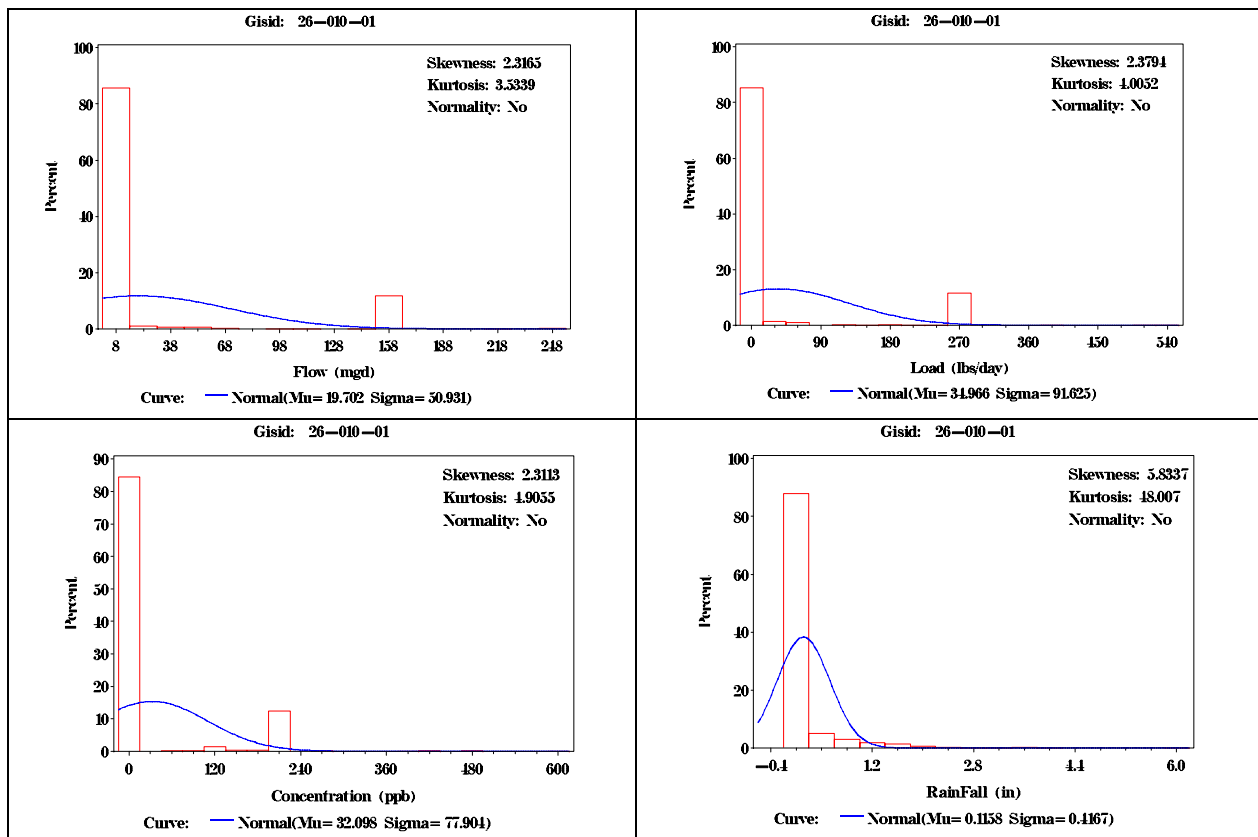 Gisid: 26-010-01
Skewness: 2.3165
Kurtosis: 3.5339
Normality: No
100
80
60
40
20
0
Percent
8 38 68 98 128 158 188 218 248
Flow (mgd)
Curve: Normal(Mu=19.702 Sigma=50.931)
Gisid: 26-010-01
Skewness: 2.3794
Kurtosis: 4.0052
Normality: No
100
80
60
40
20
0
Percent
0 90 180 270 360 450 540
Load (lbs/day)
Curve: Normal(Mu=34.966 Sigma=91.625)
Gisid: 26-010-01
Skewness: 2.3113
Kurtosis: 4.9055
Normality: No
90
80
70
60
50
40
30
20
10
0
Percent
0 120 240 360 480 600
Concentration (ppb)
Curve: Normal(Mu=32.098 Sigma=77.904)
Gisid: 26-010-01
Skewness: 5.8337
Kurtosis: 48.007
Normality: No
100
80
60
40
20
0
Percent
-0.4 1.2 2.8 4.4 6.0
RainFall (in)
Curve: Normal(Mu=0.1158 Sigma=0.4167)